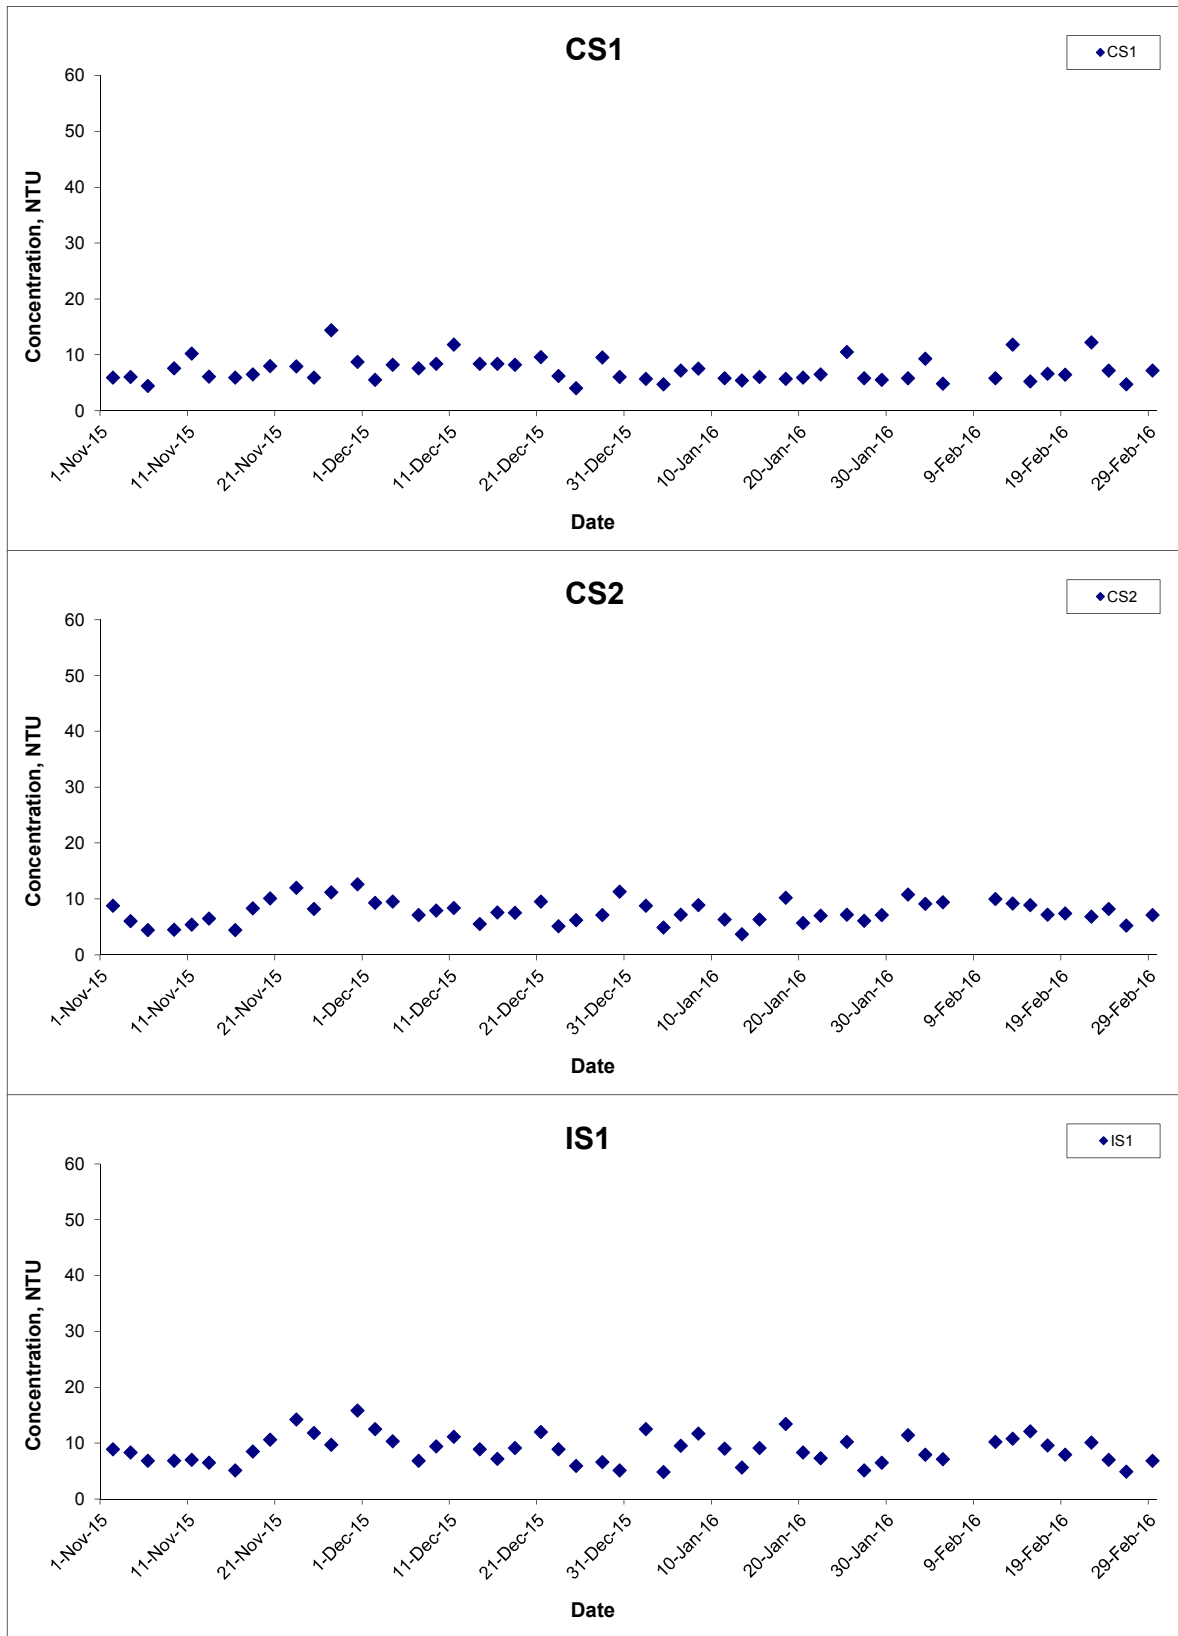 CS1
CS1
60
50
40
30
20
10
0
Concentration, NTU
1-Nov-15 11-Nov-15 21-Nov-15 1-Dec-15 11-Dec-15 21-Dec-15 31-Dec-15 10-Jan-16 20-Jan-16 30-Jan-16 9-Feb-16 19-Feb-16 29-Feb-16
Date
CS2
CS2
60
50
40
30
20
10
0
Concentration, NTU
1-Nov-15 11-Nov-15 21-Nov-15 1-Dec-15 11-Dec-15 21-Dec-15 31-Dec-15 10-Jan-16 20-Jan-16 30-Jan-16 9-Feb-16 19-Feb-16 29-Feb-16
Date
IS1
IS1
60
50
40
30
20
10
0
Concentration, NTU
1-Nov-15 11-Nov-15 21-Nov-15 1-Dec-15 11-Dec-15 21-Dec-15 31-Dec-15 10-Jan-16 20-Jan-16 30-Jan-16 9-Feb-16 19-Feb-16 29-Feb-16
Date